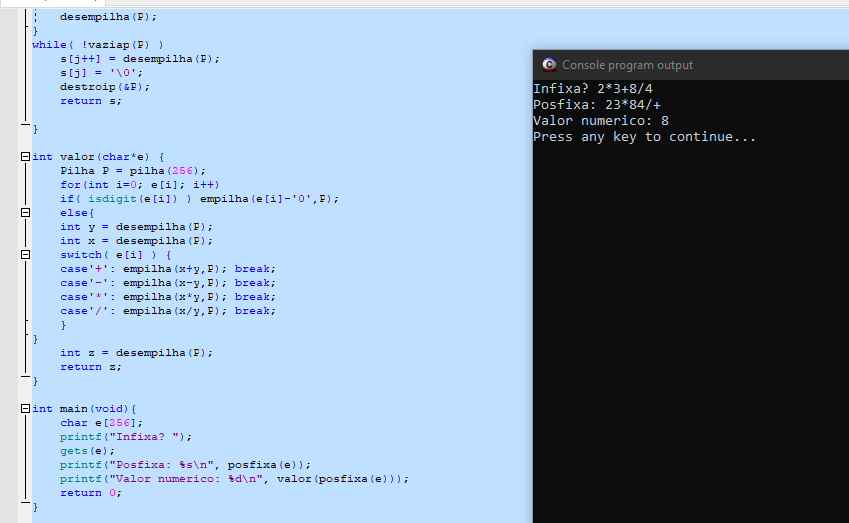 desempilha(P);
}
while( !vaziap(P) )
s[j++] = desempilha(P);
s[j] = '\0';
destroip(&P);
return s;
}
int valor(char*e) {
Pilha P = pilha(256);
for(int i=0; e[i]; i++)
if( isdigit(e[i]) ) empilha(e[i]-'0',P);
else{
int y = desempilha(P);
int x = desempilha(P);
switch( e[i] ) {
case'+': empilha(x+y,P); break;
case'-': empilha(x-y,P); break;
case'*': empilha(x*y,P); break;
case'/': empilha(x/y,P); break;
}
}
int z = desempilha(P);
return z;
}
int main(void){
char e[256];
printf("Infixa? ");
gets(e);
printf("Posfixa: %s\n", posfixa(e));
printf("Valor numerico: %d\n", valor(posfixa(e)));
return 0;
}
Console program output
Infixa? 2*3+8/4
Posfixa: 23*84/+
Valor numerico: 8
Press any key to continue...